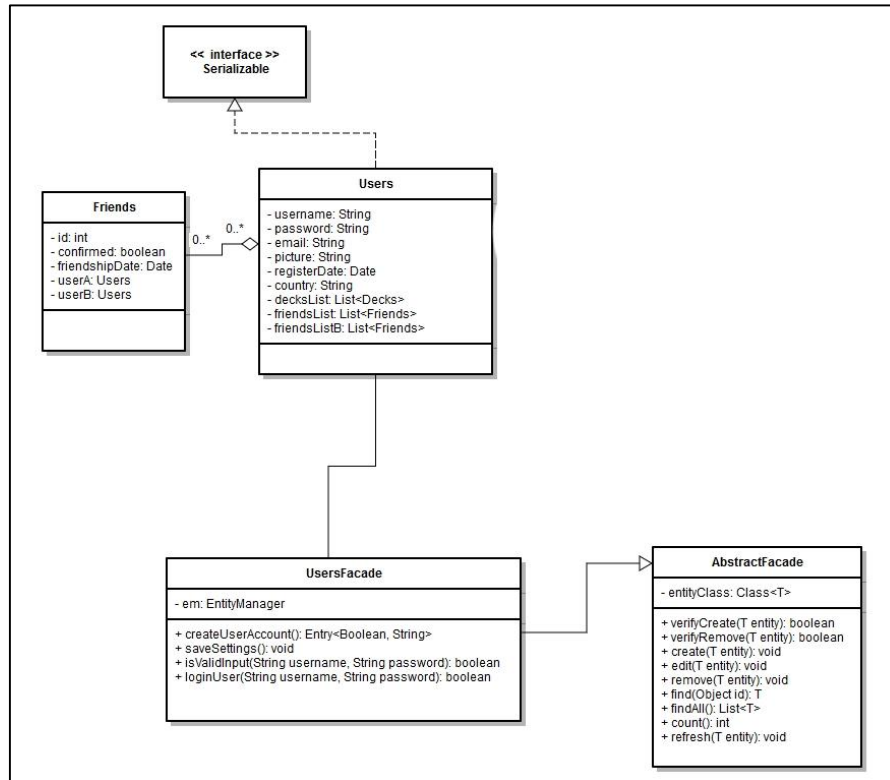 << interface >>
Serializable
Friends
- id: int
- confirmed: boolean
- friendshipDate: Date
- userA: Users
- userB: Users
0..*
0..*
Users
- username: String
- password: String
- email: String
- picture: String
- registerDate: Date
- country: String
- decksList: List<Decks>
- friendsList: List<Friends>
- friendsListB: List<Friends>
UsersFacade
- em: EntityManager
+ createUserAccount(): Entry<Boolean, String>
+ saveSettings(): void
+ isValidInput(String username, String password): boolean
+ loginUser(String username, String password): boolean
AbstractFacade
- entityClass: Class<T>
+ verifyCreate(T entity): boolean
+ verifyRemove(T entity): boolean
+ create(T entity): void
+ edit(T entity): void
+ remove(T entity): void
+ find(Object id): T
+ findAll(): List<T>
+ count(): int
+ refresh(T entity): void